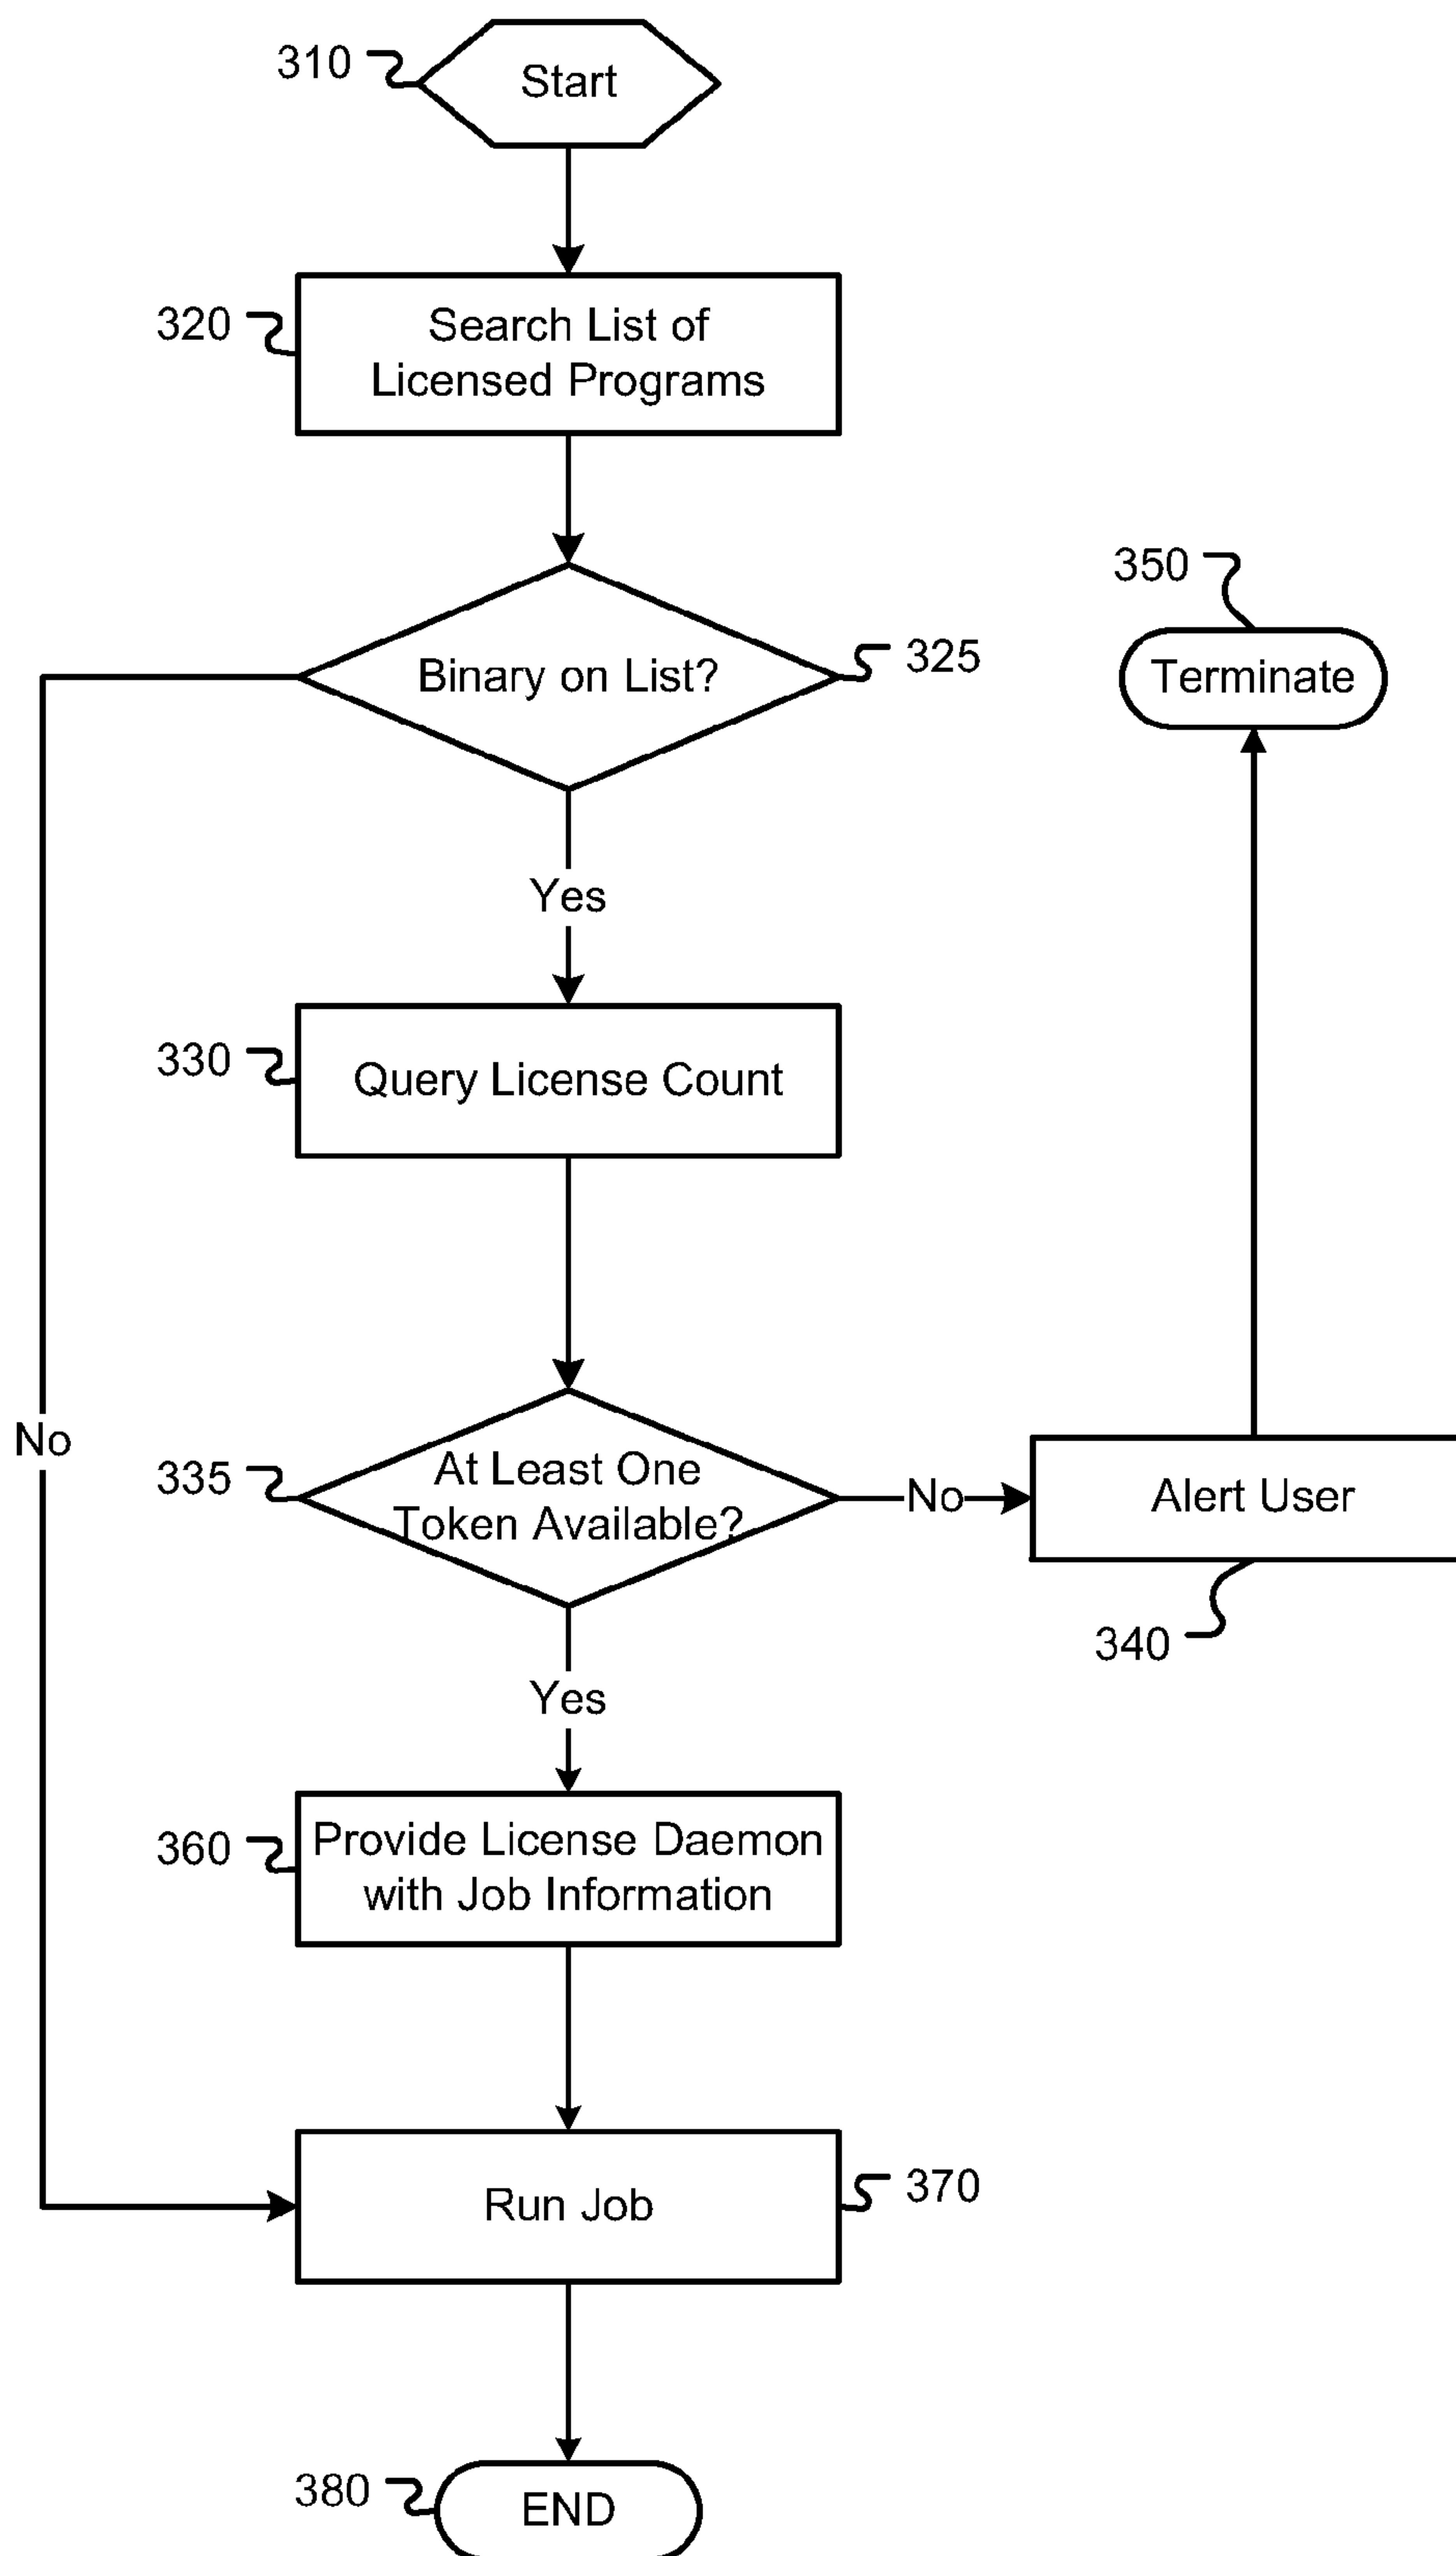 310
Start
320
Search List of
Licensed Programs
350
325
Binary on List?
Terminate
Yes
330
Query License Count
No
335
At Least One
Token Available?
No
Alert User
340
Yes
360
Provide License Daemon
with Job Information
370
Run Job
380
END